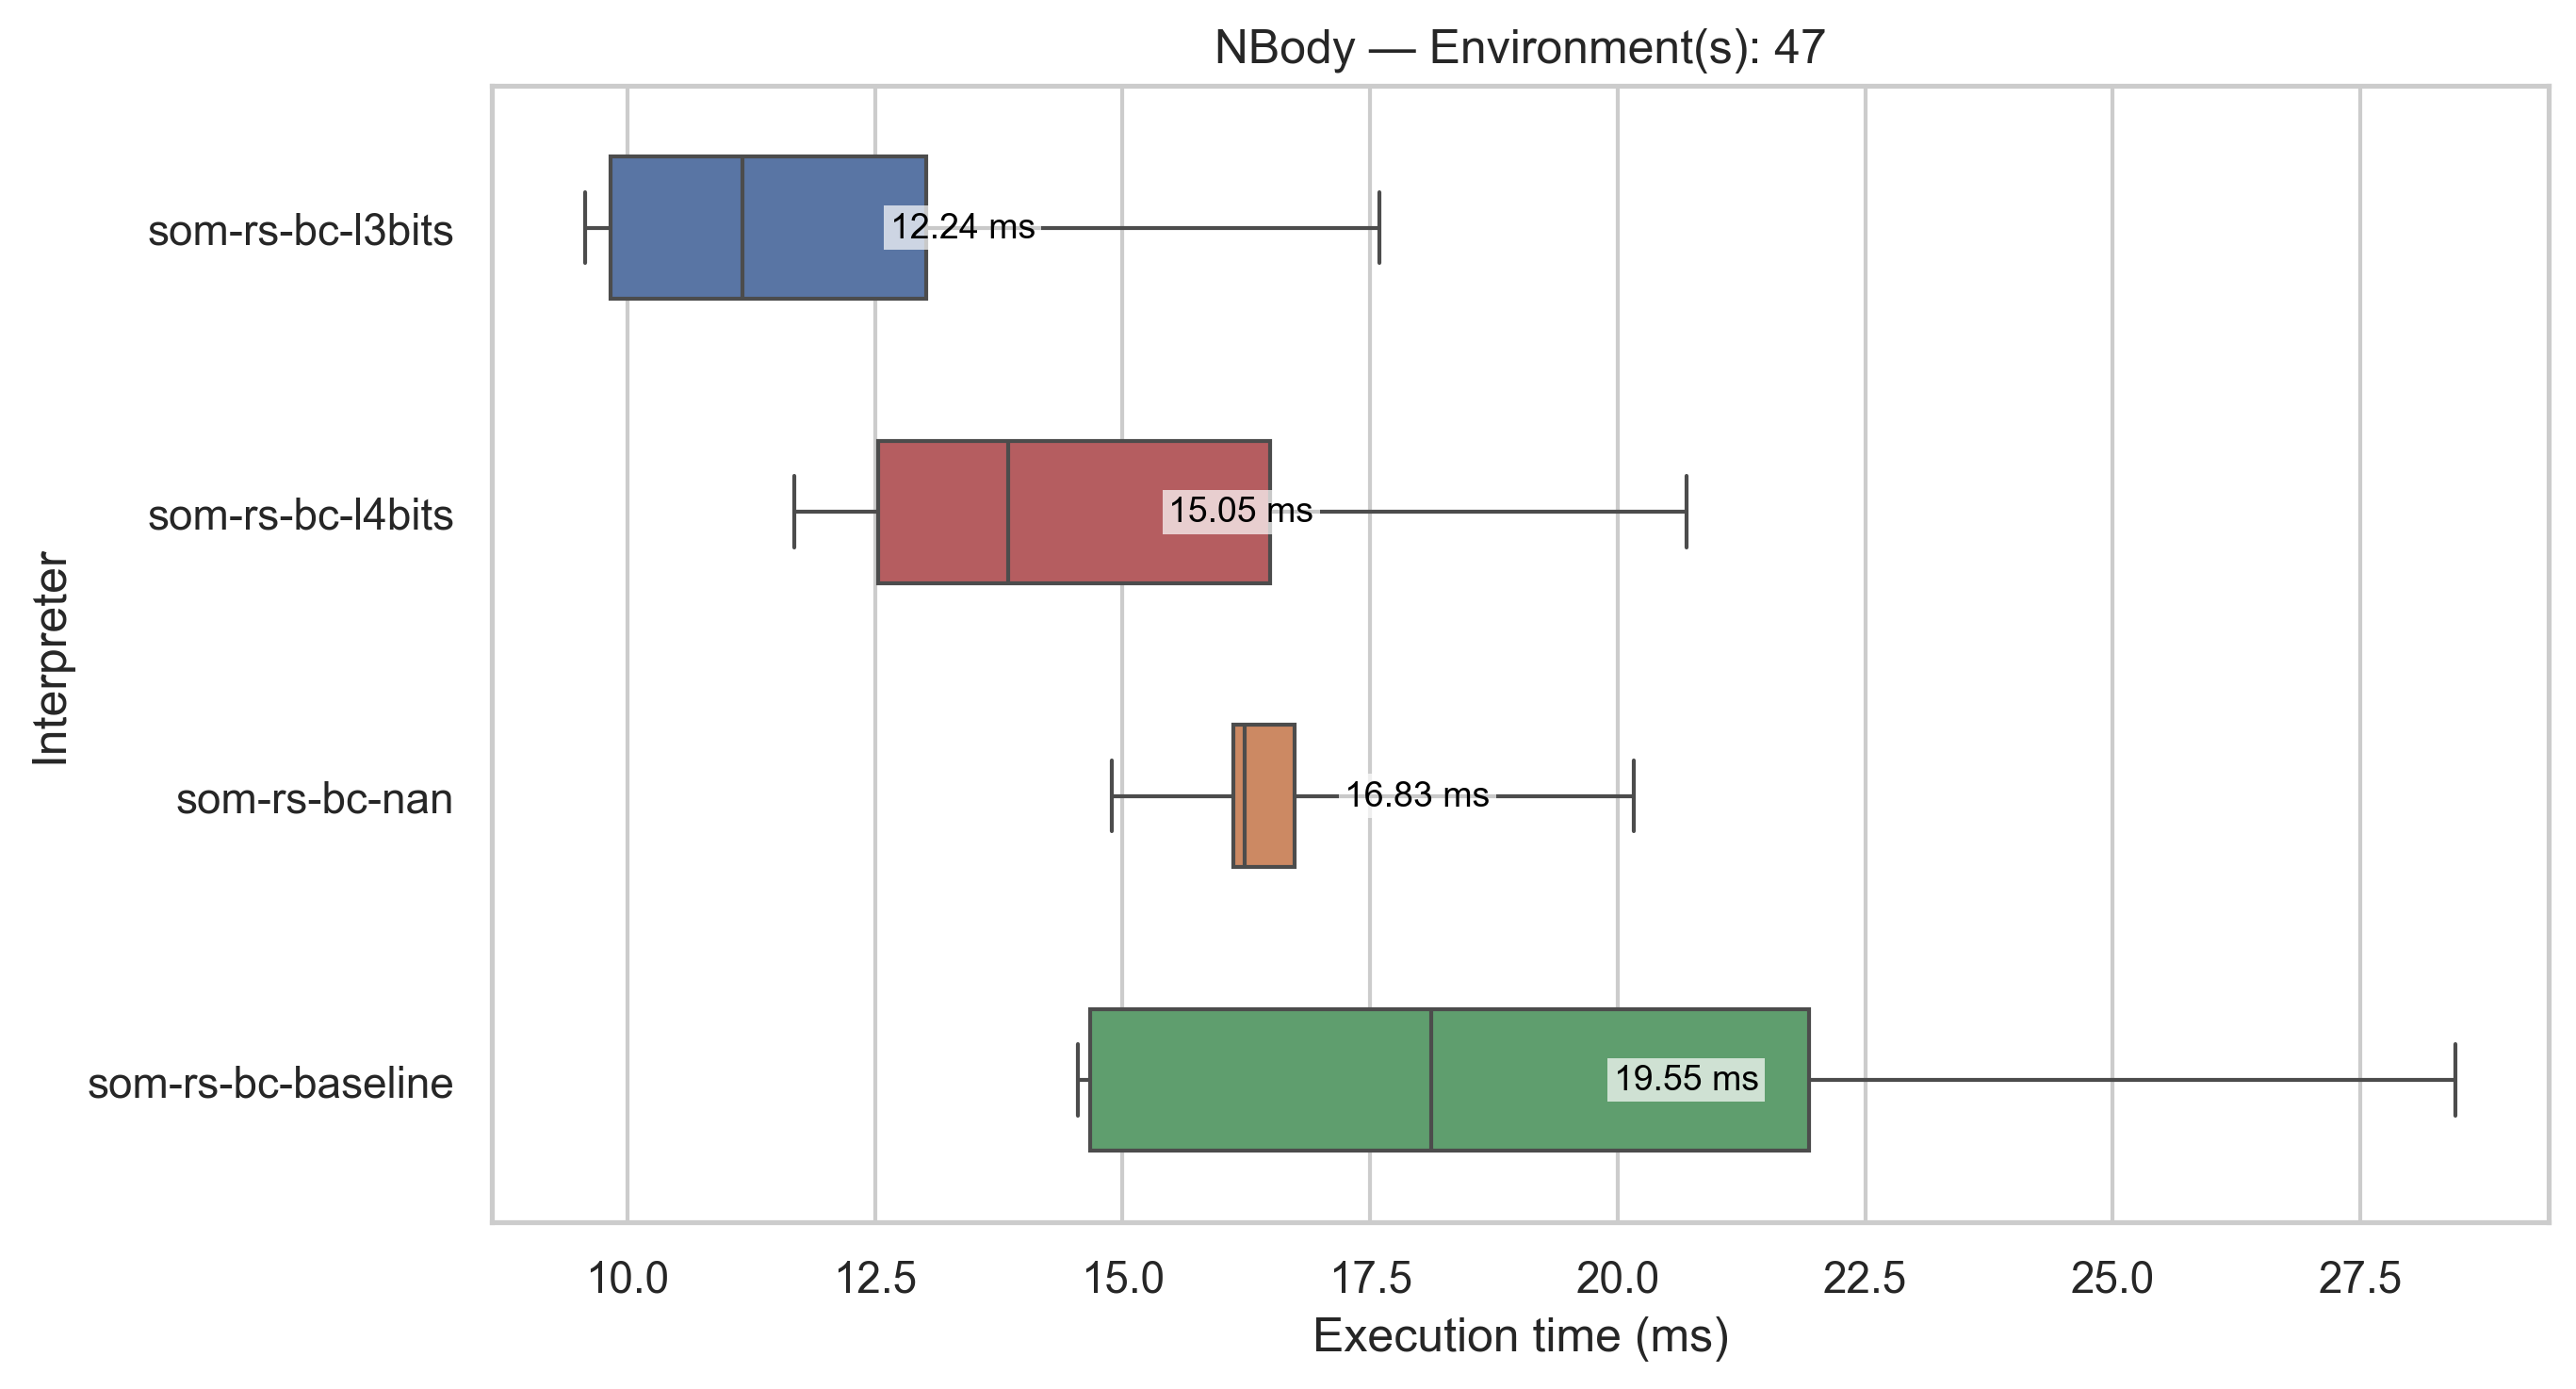 NBody — Environment(s): 47
Interpreter
som-rs-bc-l3bits
12.24 ms
som-rs-bc-l4bits
15.05 ms
som-rs-bc-nan
16.83 ms
som-rs-bc-baseline
19.55 ms
10.0 12.5 15.0 17.5 20.0 22.5 25.0 27.5
Execution time (ms)